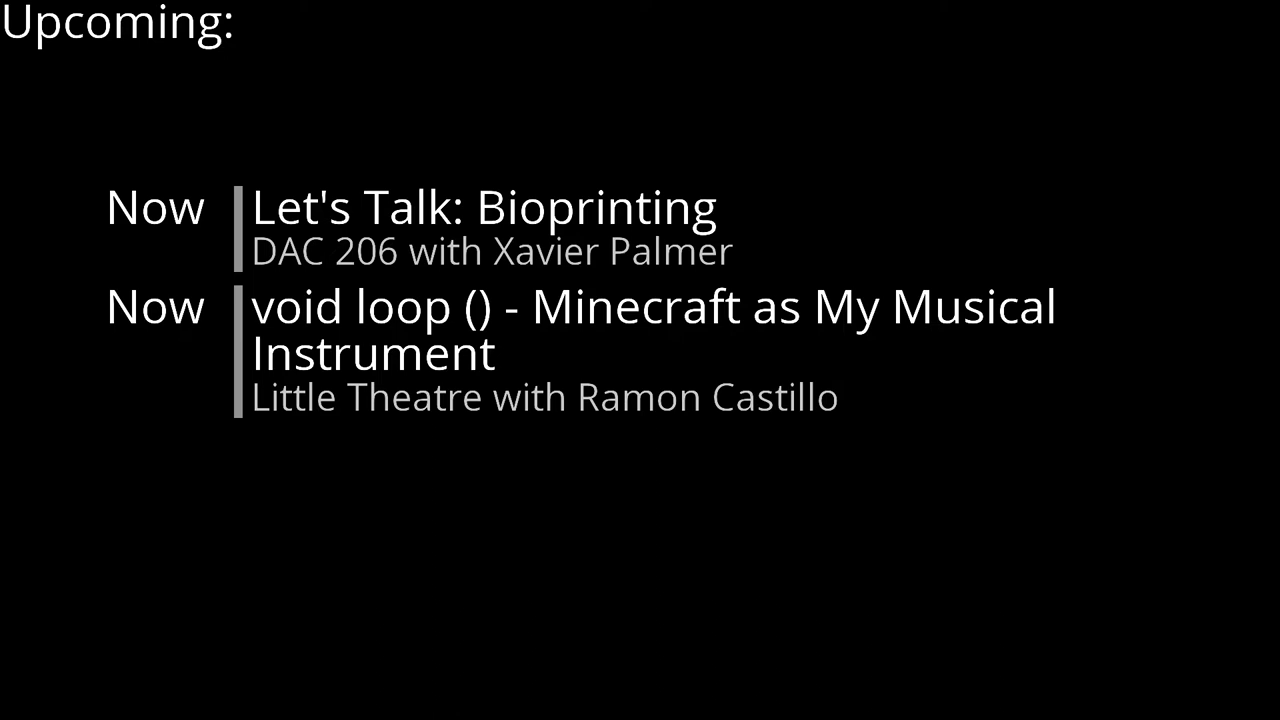 Upcoming:
Now
Let's Talk: Bioprinting
DAC 206 with Xavier Palmer
Now
void loop () - Minecraft as My Musical
Instrument
Little Theatre with Ramon Castillo